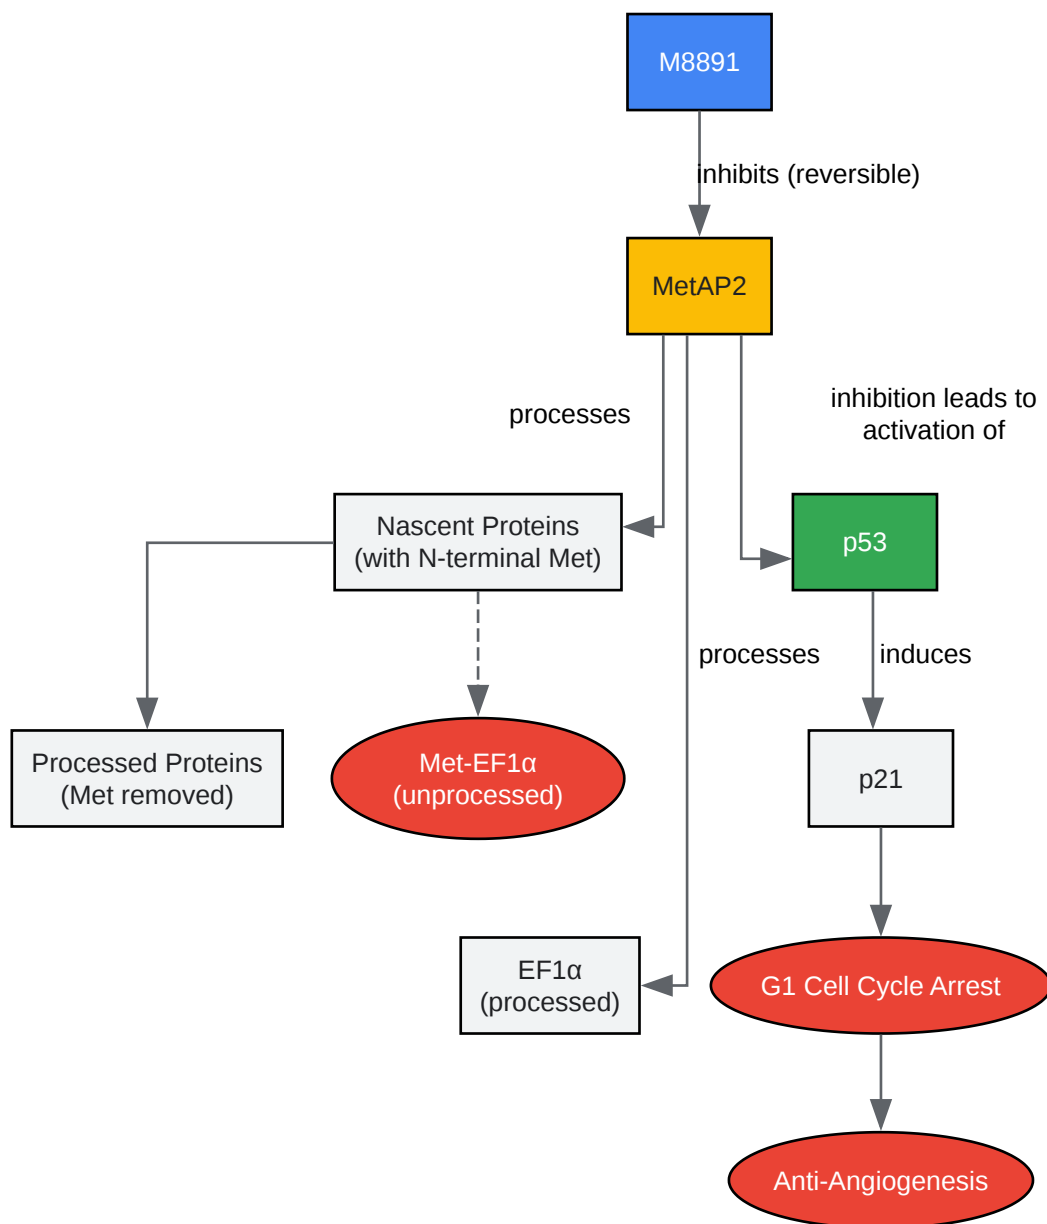 M8891
inhibits (reversible)
MetAP2
processes
inhibition leads to
activation of
Nascent Proteins
(with N-terminal Met)
p53
processes
induces
Processed Proteins
(Met removed)
Met-EF1α
(unprocessed)
p21
EF1α
(processed)
G1 Cell Cycle Arrest
Anti-Angiogenesis